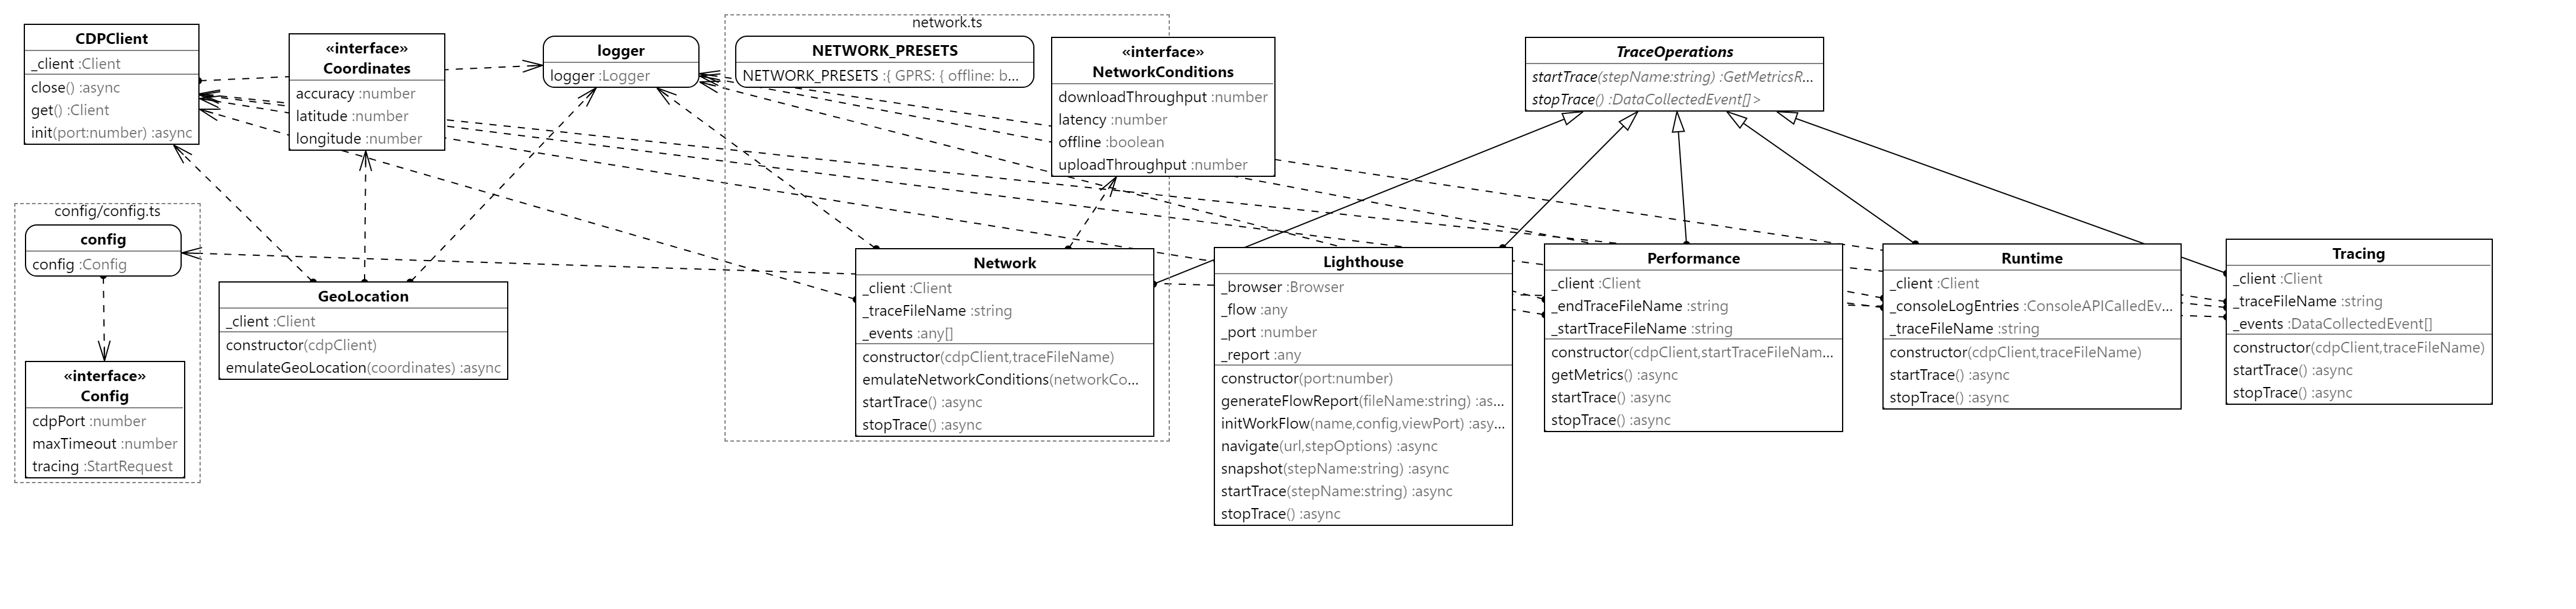 CDPClient
_client :Client
close() :async
get() :Client
init(port:number) :async
«interface»
Coordinates
accuracy :number
latitude :number
longitude :number
logger
logger :Logger
network.ts
NETWORK_PRESETS
NETWORK_PRESETS :{ GPRS: { offline: b...
«interface»
NetworkConditions
downloadThroughput :number
latency :number
offline :boolean
uploadThroughput :number
TraceOperations
startTrace(stepName:string) :GetMetricsR...
stopTrace() :DataCollectedEvent[]>
config/config.ts
config
config :Config
«interface»
Config
cdpPort :number
maxTimeout :number
tracing :StartRequest
GeoLocation
_client :Client
constructor(cdpClient)
emulateGeoLocation(coordinates) :async
Network
_client :Client
_traceFileName :string
_events :any[]
constructor(cdpClient,traceFileName)
emulateNetworkConditions(networkCo...
startTrace() :async
stopTrace() :async
Lighthouse
_browser :Browser
_flow :any
_port :number
_report :any
constructor(port:number)
generateFlowReport(fileName:string) :as...
initWorkFlow(name,config,viewPort) :asy...
navigate(url,stepOptions) :async
snapshot(stepName:string) :async
startTrace(stepName:string) :async
stopTrace() :async
Performance
_client :Client
_endTraceFileName :string
_startTraceFileName :string
constructor(cdpClient,startTraceFileNam...
getMetrics() :async
startTrace() :async
stopTrace() :async
Runtime
_client :Client
_consoleLogEntries :ConsoleAPICalledEv...
_traceFileName :string
constructor(cdpClient,traceFileName)
startTrace() :async
stopTrace() :async
Tracing
_client :Client
_traceFileName :string
_events :DataCollectedEvent[]
constructor(cdpClient,traceFileName)
startTrace() :async
stopTrace() :async